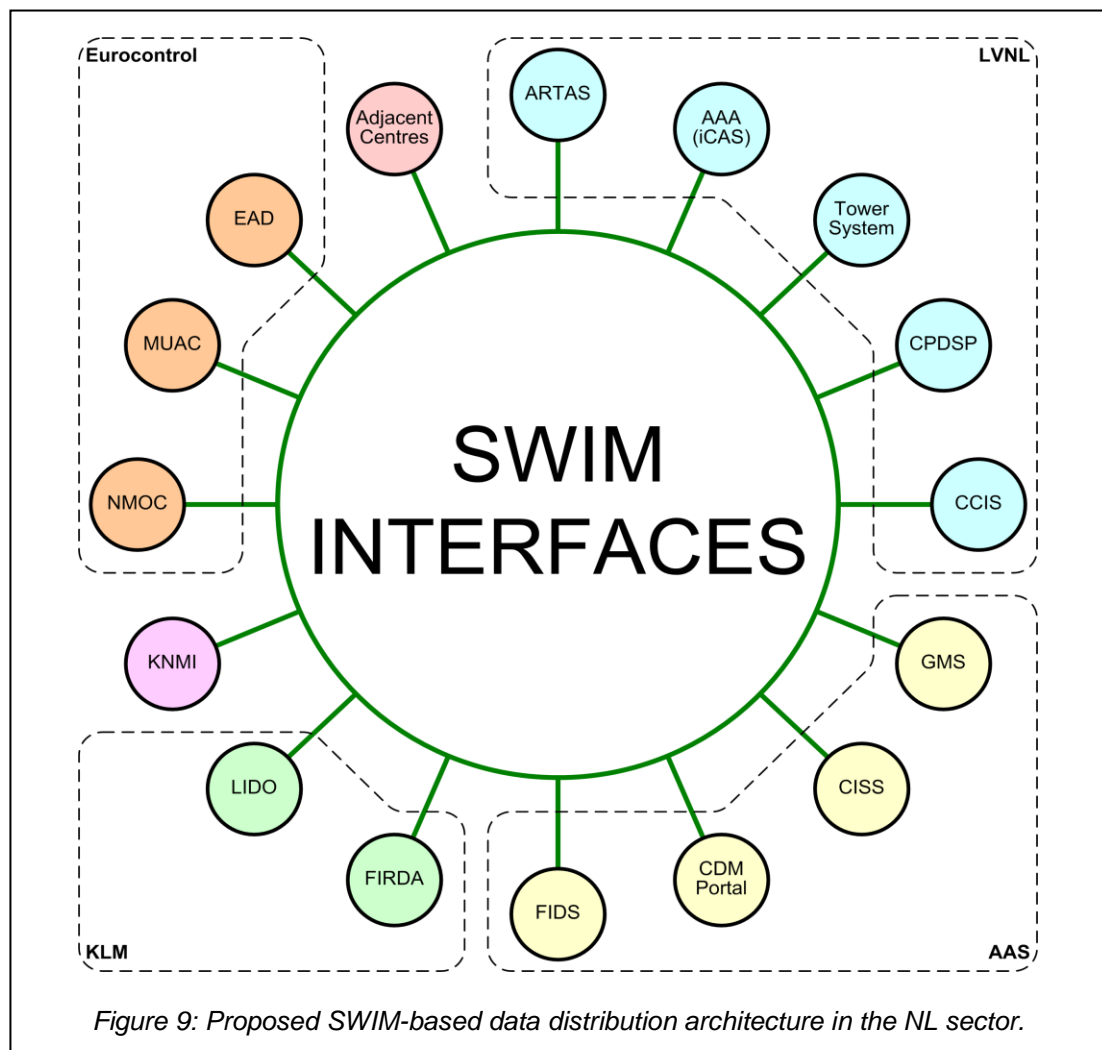 Eurocontrol
LVNL
ARTAS
Adjacent
Centres
AAA
(iCAS)
EAD
Tower
System
MUAC
CPDSP
SWIM
INTERFACES
NMOC
CCIS
KNMI
GMS
LIDO
CISS
FIRDA
CDM
Portal
FIDS
KLM
AAS
Figure 9: Proposed SWIM-based data distribution architecture in the NL sector.